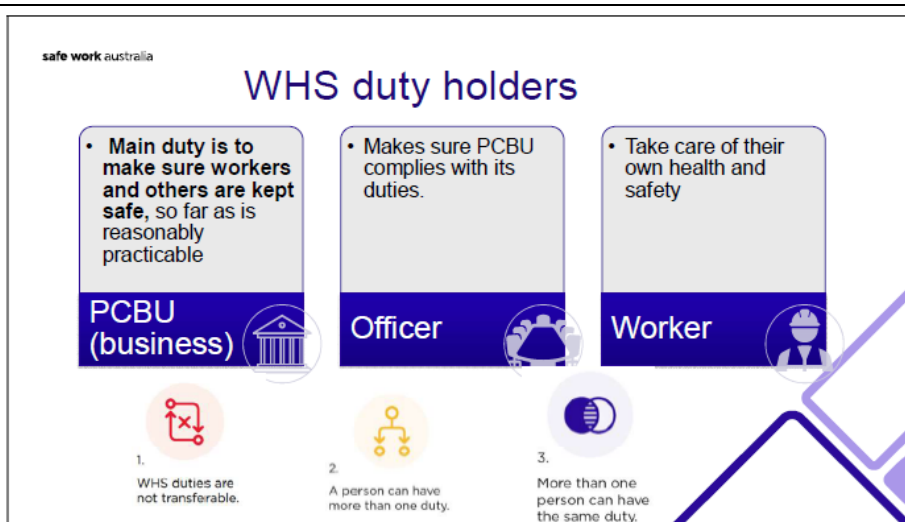 safe work australia
WHS duty holders
• Main duty is to
make sure workers
and others are kept
safe, so far as is
reasonably
practicable
PCBU
(business)
• Makes sure PCBU
complies with its
duties.
Officer
• Take care of their
own health and
safety
Worker
1.
WHS duties are
not transferable.
2.
A person can have
more than one duty.
3.
More than one
person can have
the same duty.